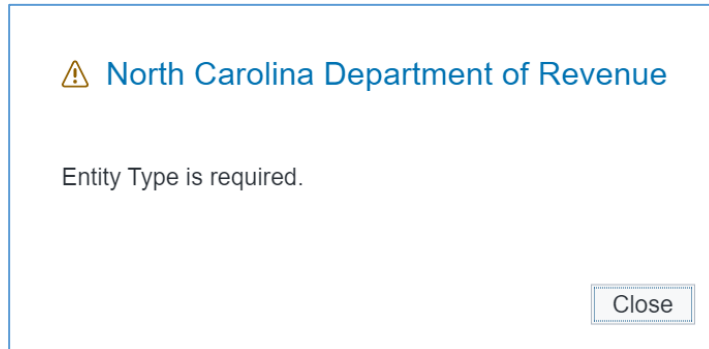 North Carolina Department of Revenue
Entity Type is required.
Close